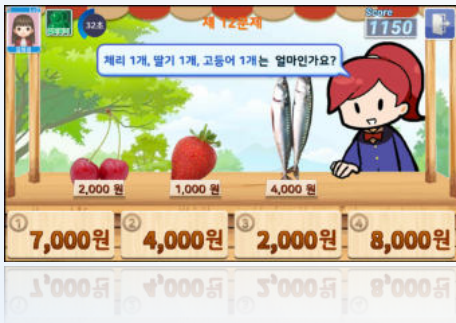 32초
제 12문제
Score
1150
체리 1개, 딸기 1개, 고등어 1개는 얼마인가요?
2,000 원
1,000 원
4,000 원
① 7,000원
② 4,000원
③ 2,000원
④ 8,000원